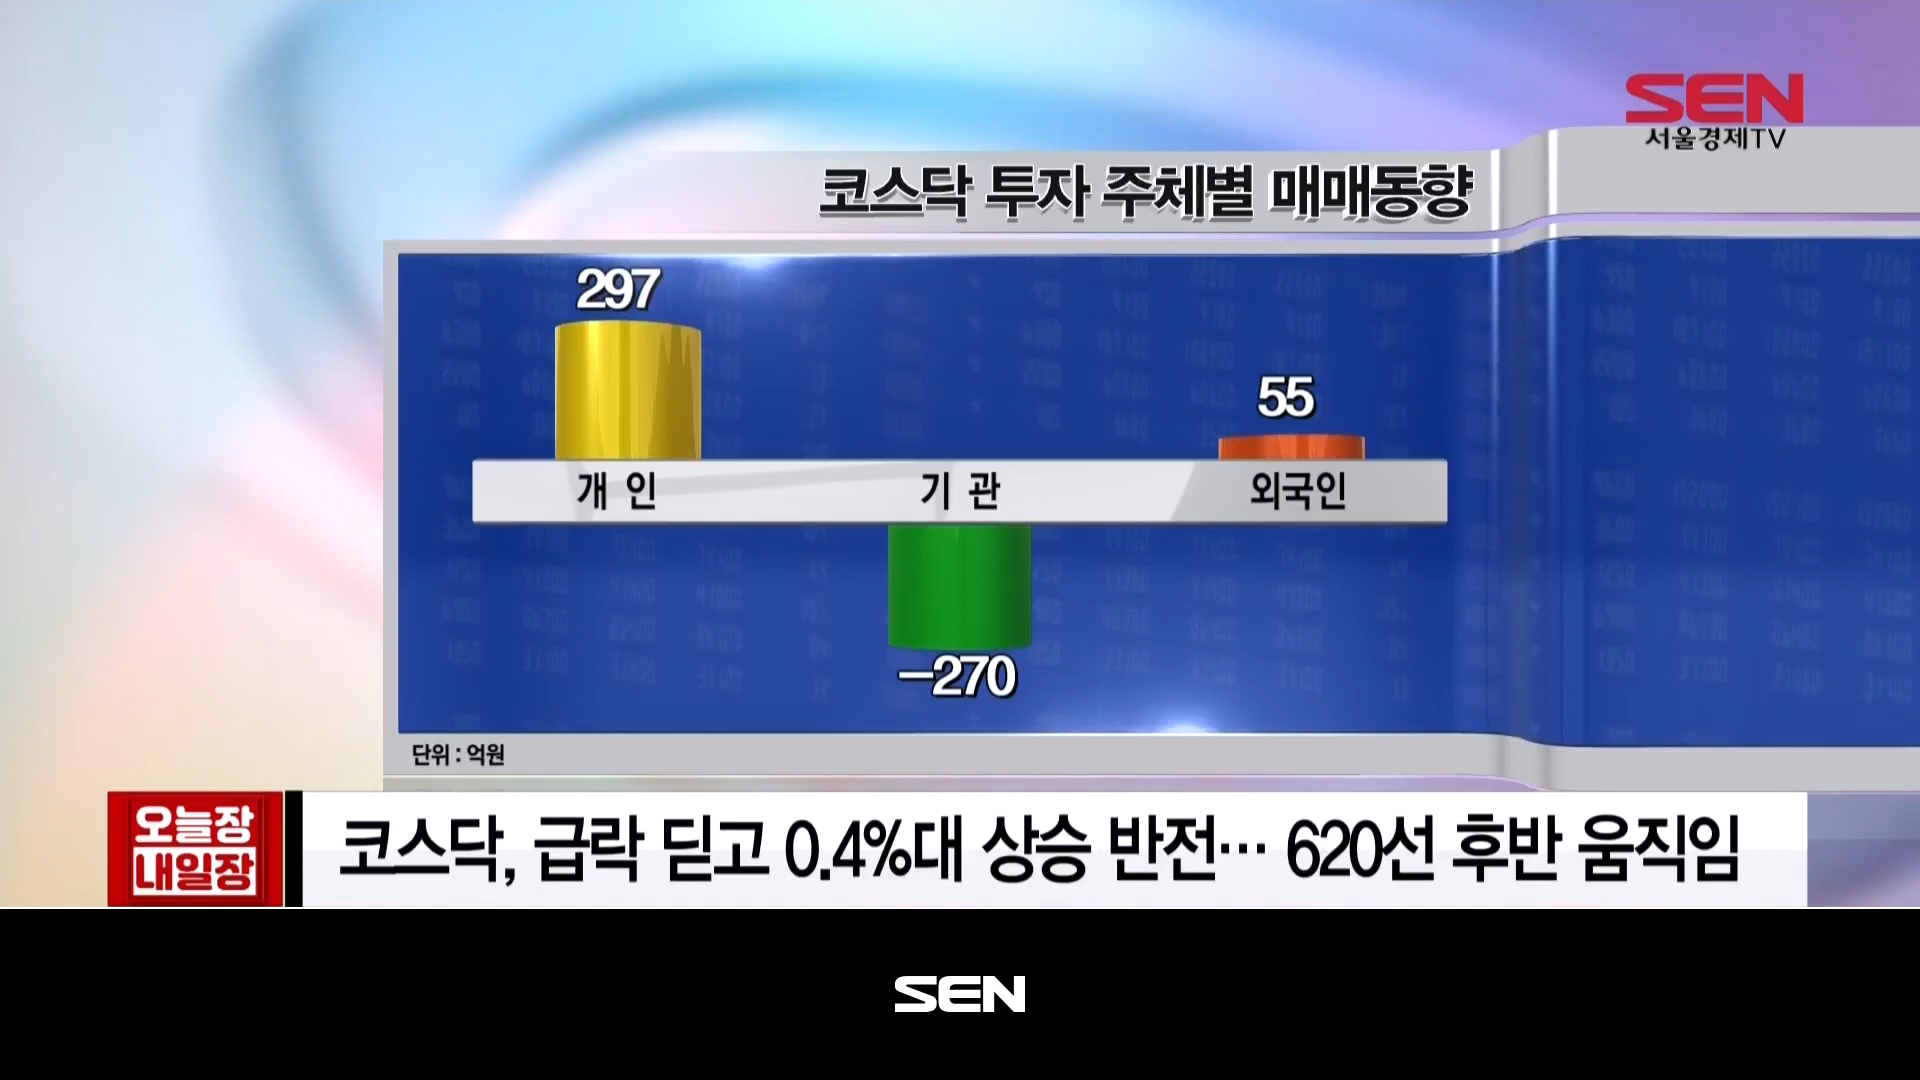 SEN
서울경제TV
코스닥 투자 주체별 매매동향
297
55
개 인
기 관
외국인
-270
단위 : 억원
오늘장
내일장
코스닥, 급락 딛고 0.4%대 상승 반전… 620선 후반 움직임
SEN